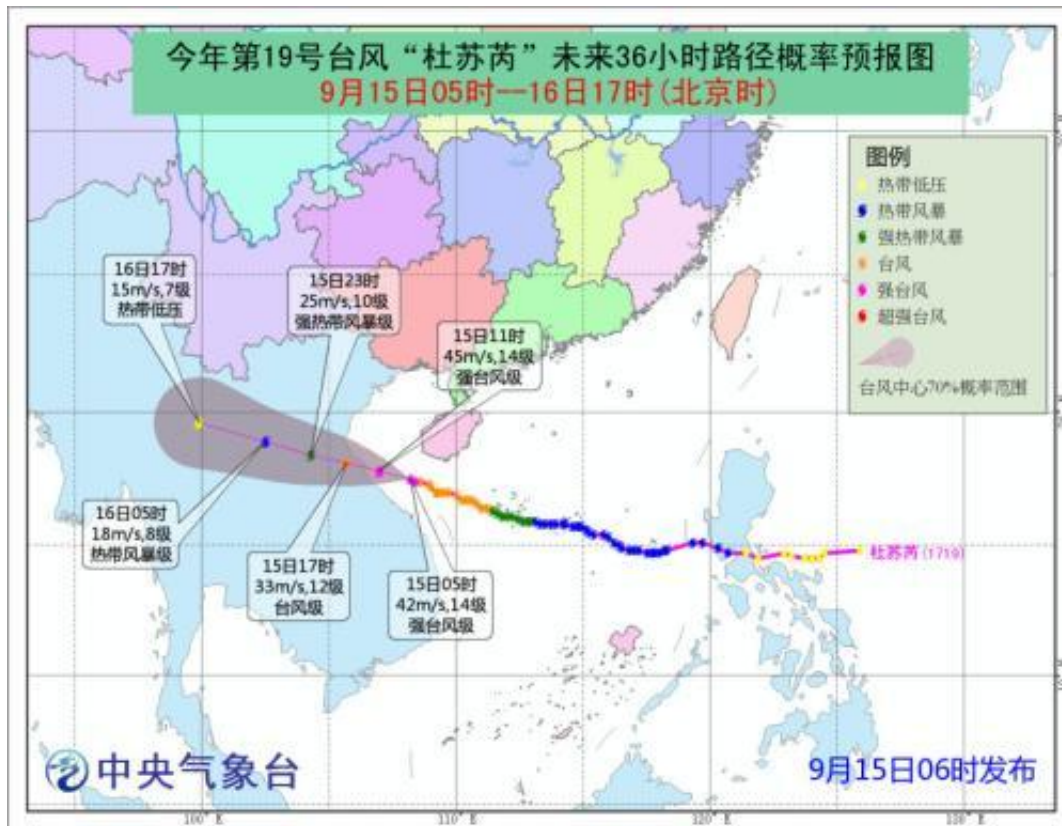 今年第19号台风“杜苏芮”未来36小时路径概率预报图
9月15日05时--16日17时(北京时)
图例
热带低压
热带风暴
强热带风暴
台风
强台风
超强台风
台风中心70%概率范围
16日17时
15m/s,7级
热带低压
15日23时
25m/s,10级
强热带风暴级
15日11时
45m/s,14级
强台风级
16日05时
18m/s,8级
热带风暴级
15日17时
33m/s,12级
台风级
15日05时
42m/s,14级
强台风级
杜苏芮(1719)
中央气象台
9月15日06时发布
100° E
110° E
120° E